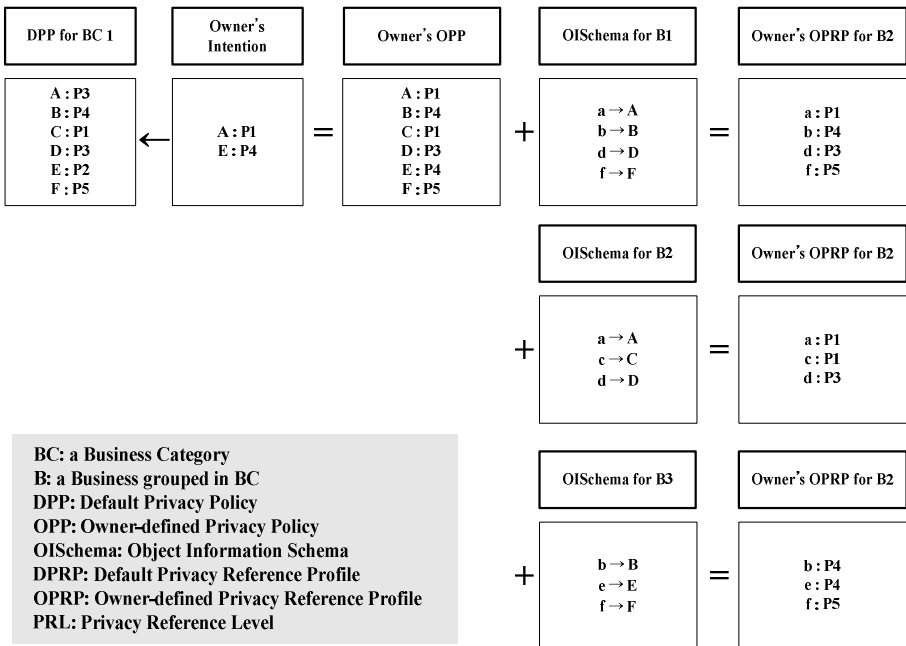 DPP for BC 1
Owner's
Intention
Owner's OPP
OISchema for B1
Owner's OPRP for B2
A : P3
B : P4
C : P1
D : P3
E : P2
F : P5
←
A : P1
E : P4
=
A : P1
B : P4
C : P1
D : P3
E : P4
F : P5
+
a → A
b → B
d → D
f → F
=
a : P1
b : P4
d : P3
f : P5
OISchema for B2
Owner's OPRP for B2
+
a → A
c → C
d → D
=
a : P1
c : P1
d : P3
OISchema for B3
Owner's OPRP for B2
+
b → B
e → E
f → F
=
b : P4
e : P4
f : P5
BC: a Business Category
B: a Business grouped in BC
DPP: Default Privacy Policy
OPP: Owner-defined Privacy Policy
OISchema: Object Information Schema
DPRP: Default Privacy Reference Profile
OPRP: Owner-defined Privacy Reference Profile
PRL: Privacy Reference Level